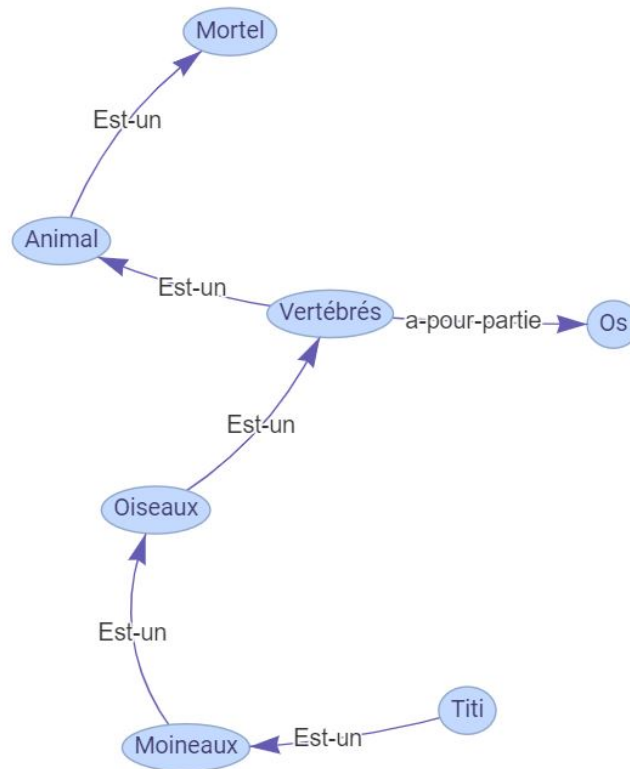 Mortel
Est-un
Animal
Est-un
Vertébrés
a-pour-partie
Os
Est-un
Oiseaux
Est-un
Titi
Est-un
Moineaux